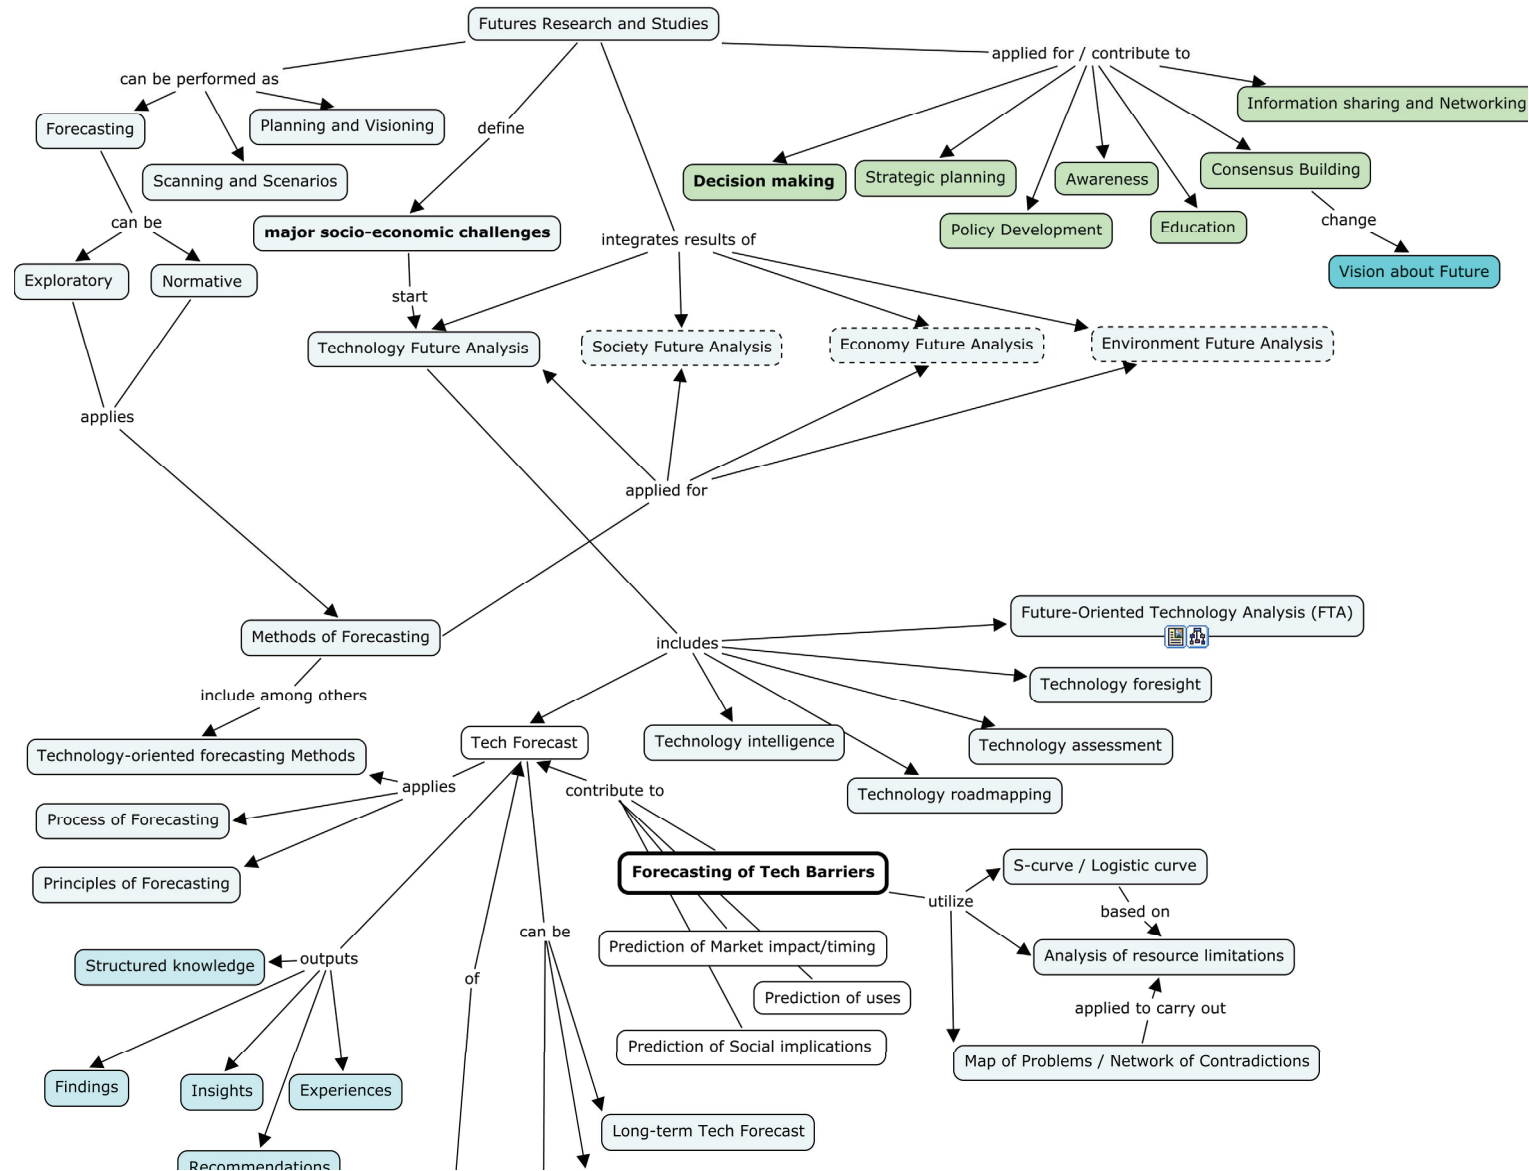 Futures Research and Studies
applied for / contribute to
can be performed as
Information sharing and Networking
Forecasting
Planning and Visioning
define
Scanning and Scenarios
Decision making
Strategic planning
Awareness
Consensus Building
can be
major socio-economic challenges
Policy Development
Education
change
integrates results of
Exploratory
Normative
Vision about Future
start
Technology Future Analysis
Society Future Analysis
Economy Future Analysis
Environment Future Analysis
applies
applied for
Methods of Forecasting
includes
Future-Oriented Technology Analysis (FTA)
include among others
Technology foresight
Technology-oriented forecasting Methods
Tech Forecast
Technology intelligence
Technology assessment
applies
contribute to
Technology roadmapping
Process of Forecasting
Principles of Forecasting
Forecasting of Tech Barriers
S-curve / Logistic curve
utilize
based on
can be
Prediction of Market impact/timing
Analysis of resource limitations
Structured knowledge
outputs
of
Prediction of uses
applied to carry out
Prediction of Social implications
Map of Problems / Network of Contradictions
Findings
Insights
Experiences
Long-term Tech Forecast
Recommendations